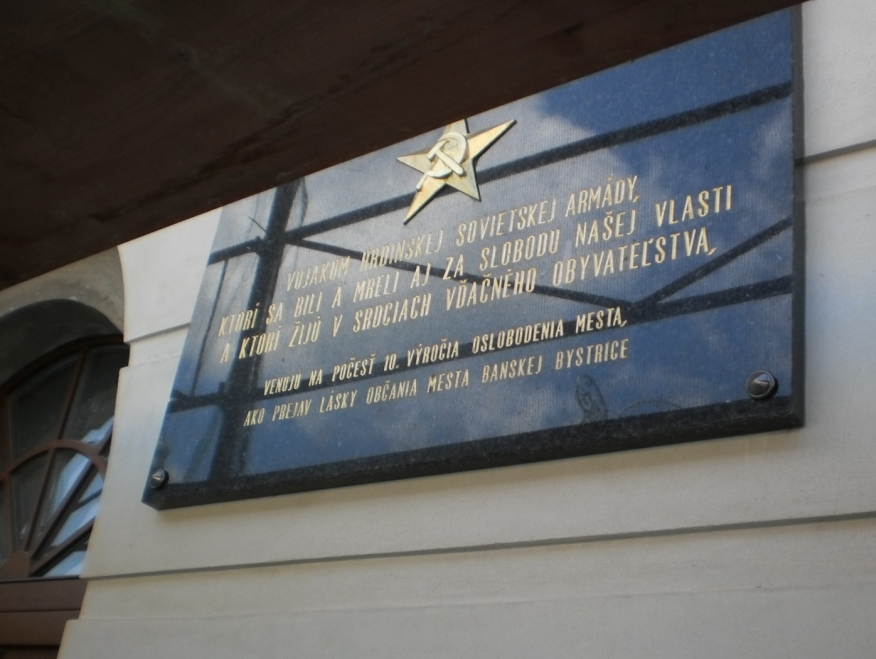 VOJAKOM HRDINSKEJ SOVIETSKEJ ARMÁDY,
KTORÍ SA BILI A MRELI AJ ZA SLOBODU NAŠEJ VLASTI
A KTORÍ ŽIJÚ V SRDCIACH VĎAČNÉHO OBYVATEĽSTVA,
VENUJÚ NA POČESŤ 10. VÝROČIA OSLOBODENIA MESTA,
AKO PREJAV LÁSKY OBČANIA MESTA BANSKEJ BYSTRICE